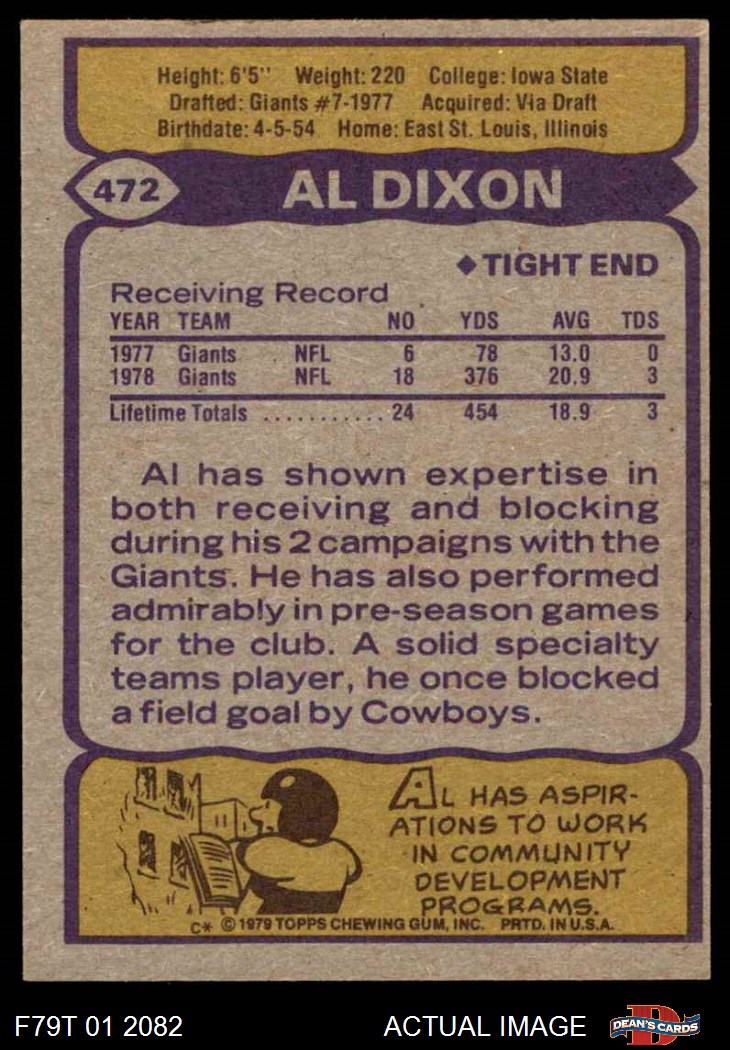 Height: 6'5" Weight: 220 College: Iowa State
Drafted: Giants #7-1977 Acquired: Via Draft
Birthdate: 4-5-54 Home: East St. Louis, Illinois
472 AL DIXON
◆TIGHT END
Receiving Record
YEAR TEAM NO YDS AVG TDS
1977 Giants NFL 6 78 13.0 0
1978 Giants NFL 18 376 20.9 3
Lifetime Totals ........... 24 454 18.9 3
Al has shown expertise in
both receiving and blocking
during his 2 campaigns with the
Giants. He has also performed
admirably in pre-season games
for the club. A solid specialty
teams player, he once blocked
a field goal by Cowboys.
AL HAS ASPIR-
ATIONS TO WORK
IN COMMUNITY
DEVELOPMENT
PROGRAMS.
C* © 1979 TOPPS CHEWING GUM, INC. PRTD. IN U.S.A.
F79T 01 2082 ACTUAL IMAGE D DEAN'S CARDS